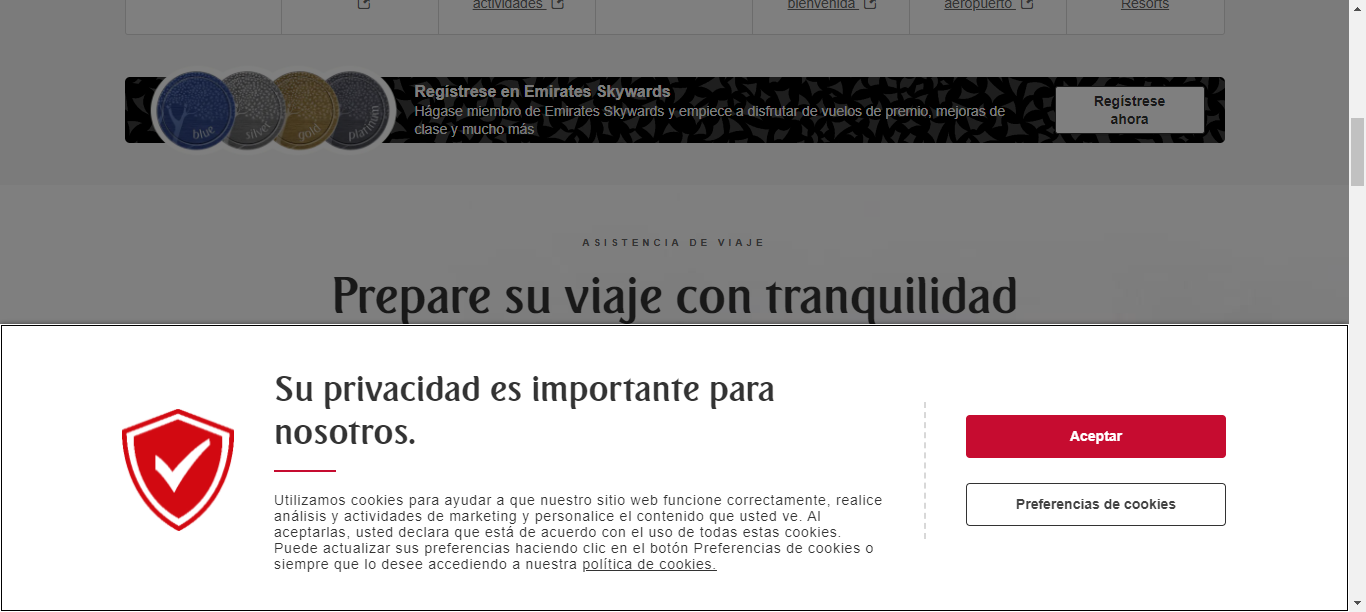 actividades
bienvenida
aeropuerto
Resorts
blue
silver
gold
platinum
Regístrese en Emirates Skywards
Hágase miembro de Emirates Skywards y empiece a disfrutar de vuelos de premio, mejoras de
clase y mucho más
Regístrese
ahora
ASISTENCIA DE VIAJE
Prepare su viaje con tranquilidad
Su privacidad es importante para
nosotros.
Utilizamos cookies para ayudar a que nuestro sitio web funcione correctamente, realice
análisis y actividades de marketing y personalice el contenido que usted ve. Al
aceptarlas, usted declara que está de acuerdo con el uso de todas estas cookies.
Puede actualizar sus preferencias haciendo clic en el botón Preferencias de cookies o
siempre que lo desee accediendo a nuestra política de cookies.
Aceptar
Preferencias de cookies